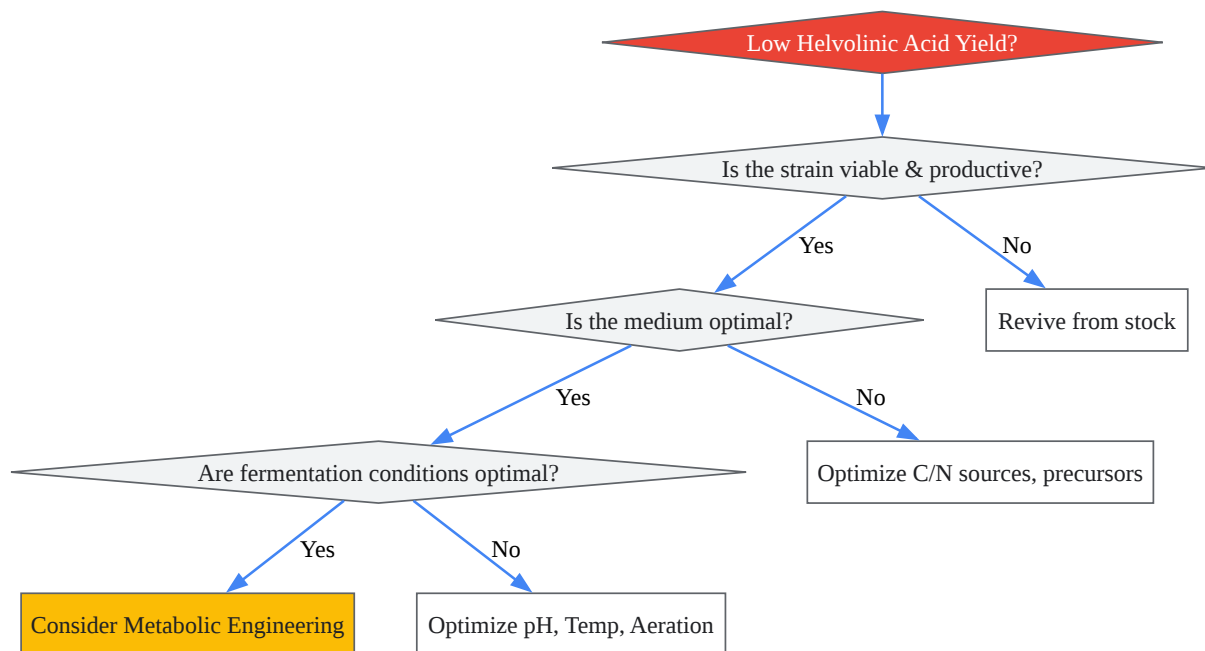 Low Helvolinic Acid Yield?
Is the strain viable & productive?
Yes
No
Is the medium optimal?
Revive from stock
Yes
No
Are fermentation conditions optimal?
Optimize C/N sources, precursors
Yes
No
Consider Metabolic Engineering
Optimize pH, Temp, Aeration